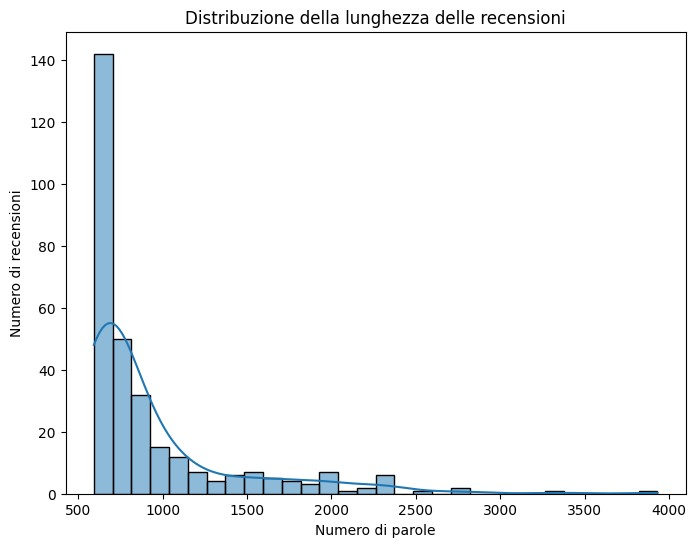 Distribuzione della lunghezza delle recensioni
140
120
100
80
60
40
20
0
Numero di recensioni
500 1000 1500 2000 2500 3000 3500 4000
Numero di parole